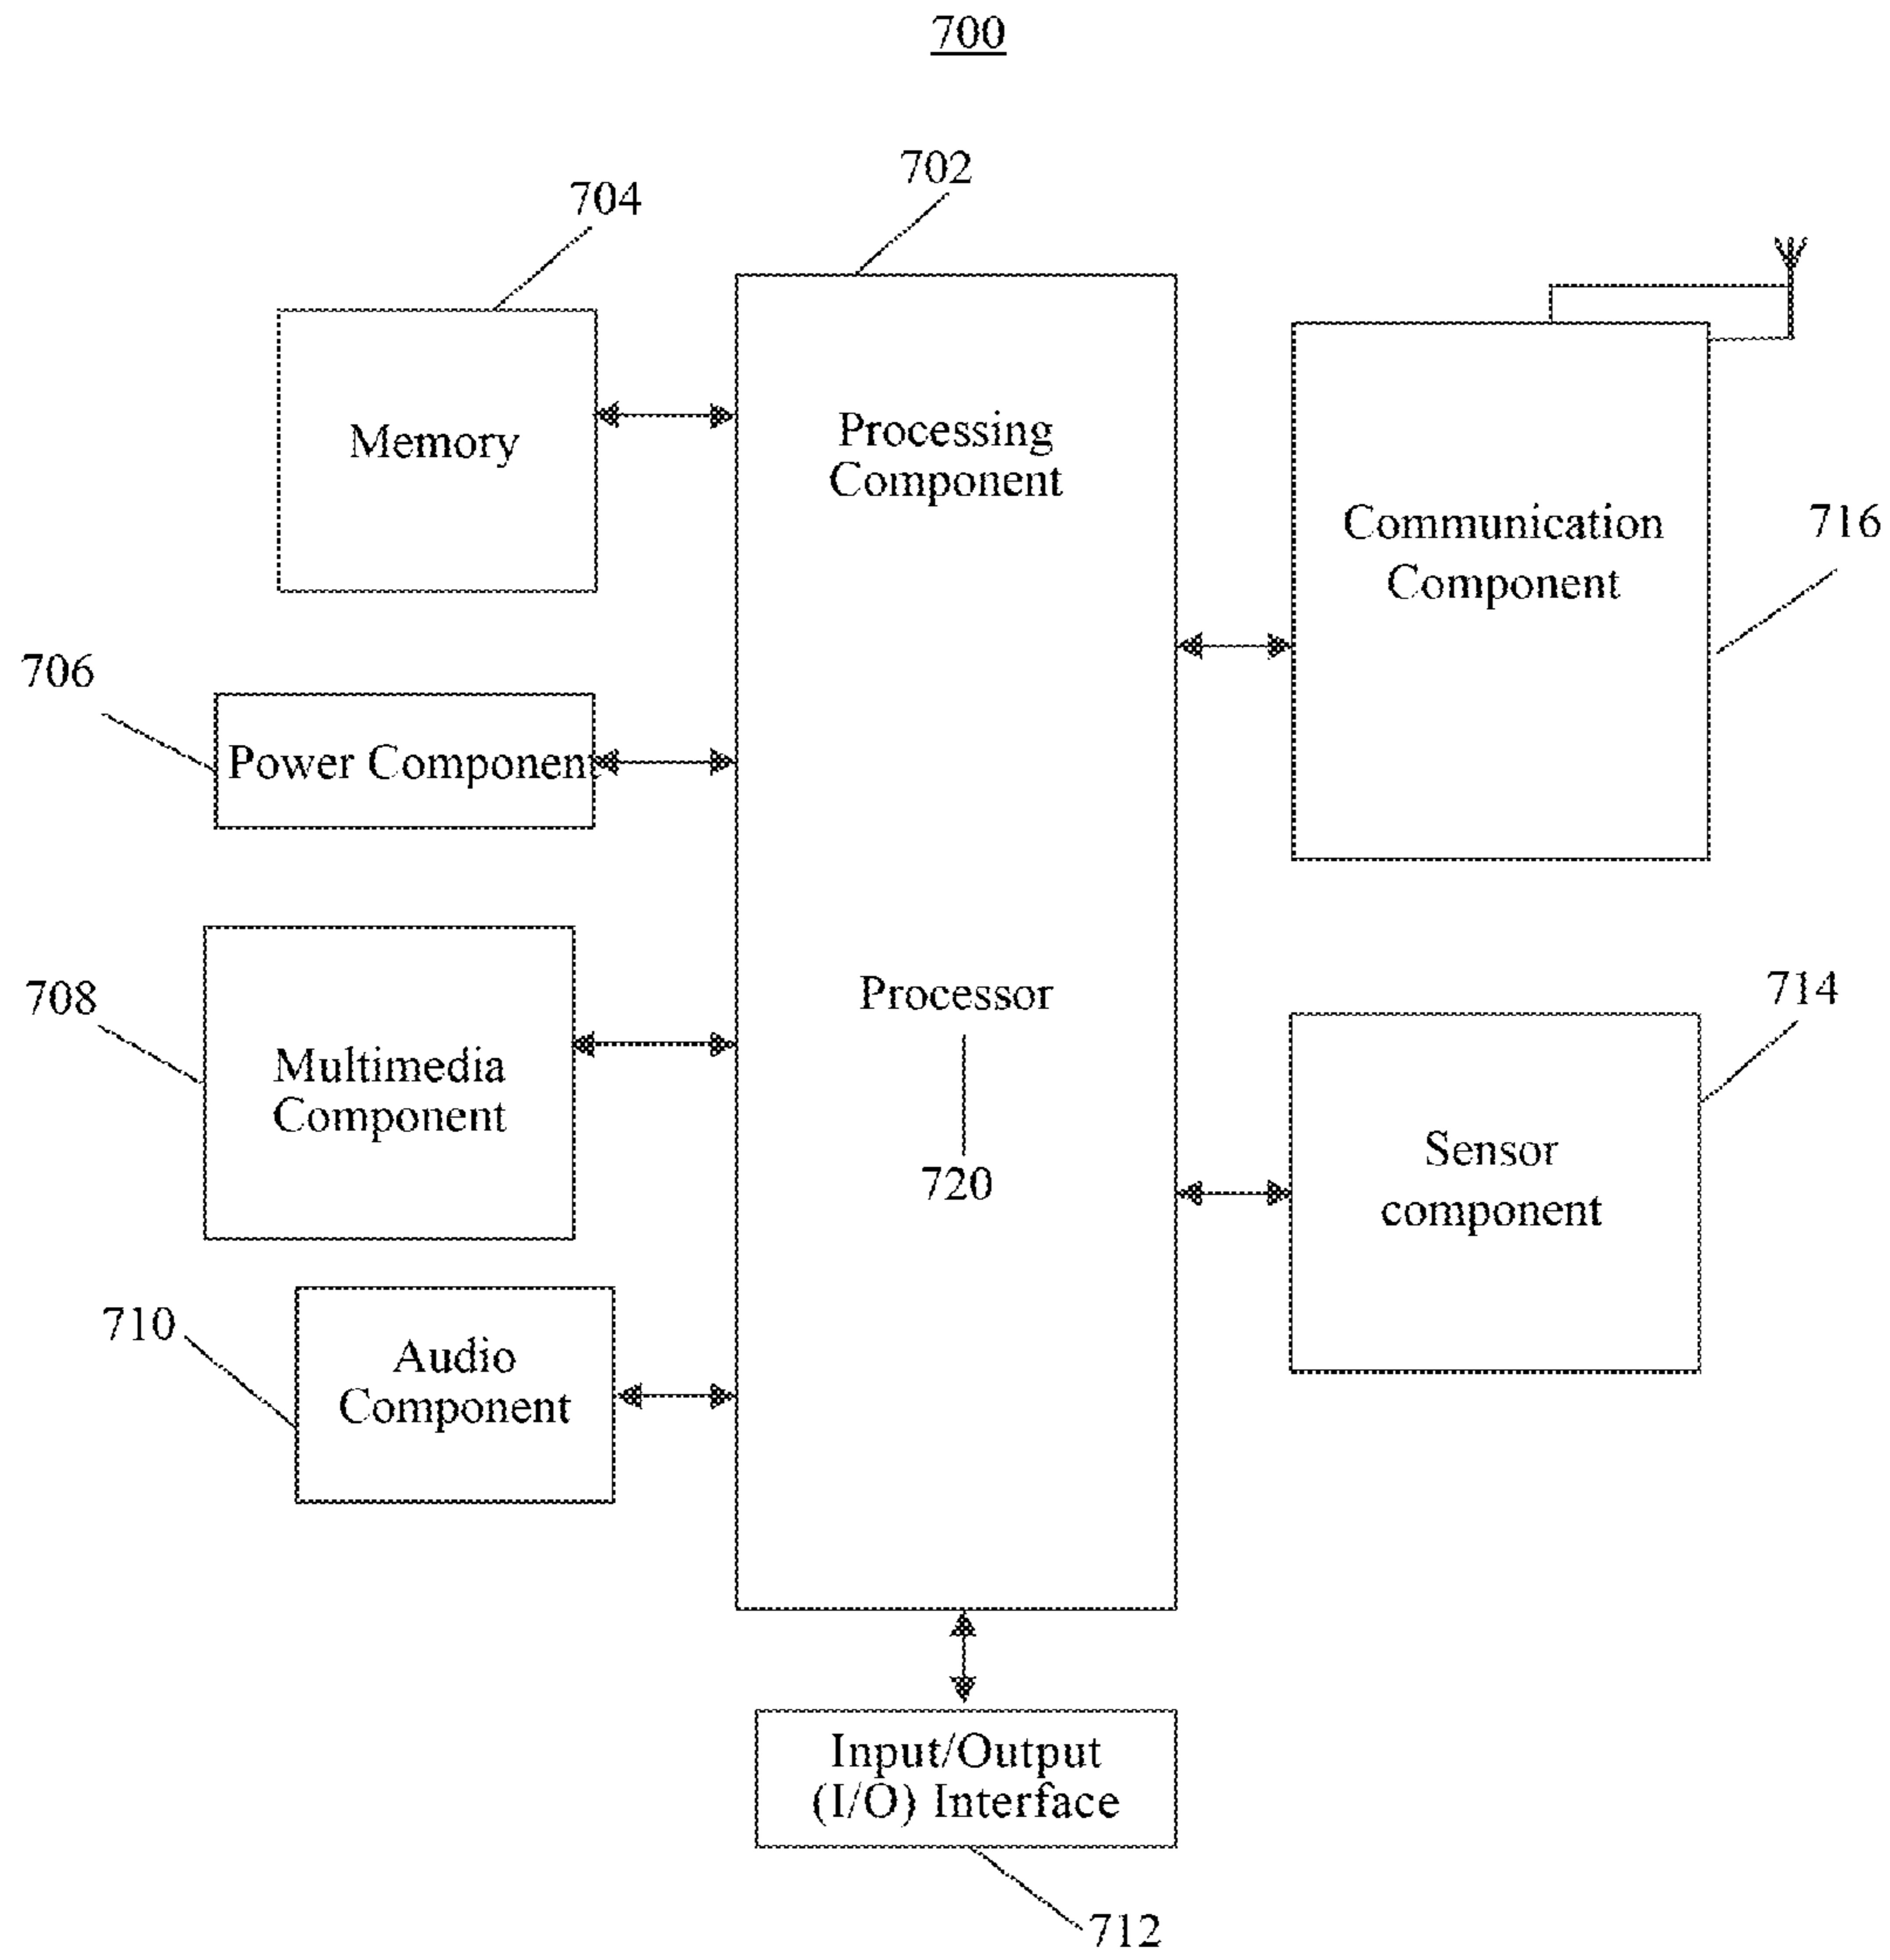 700
702
704
Memory
Processing
Component
Communication
Component
716
706
Power Component
708
Multimedia
Component
Processor
720
714
Sensor
component
710
Audio
Component
Input/Output
(I/O) Interface
712